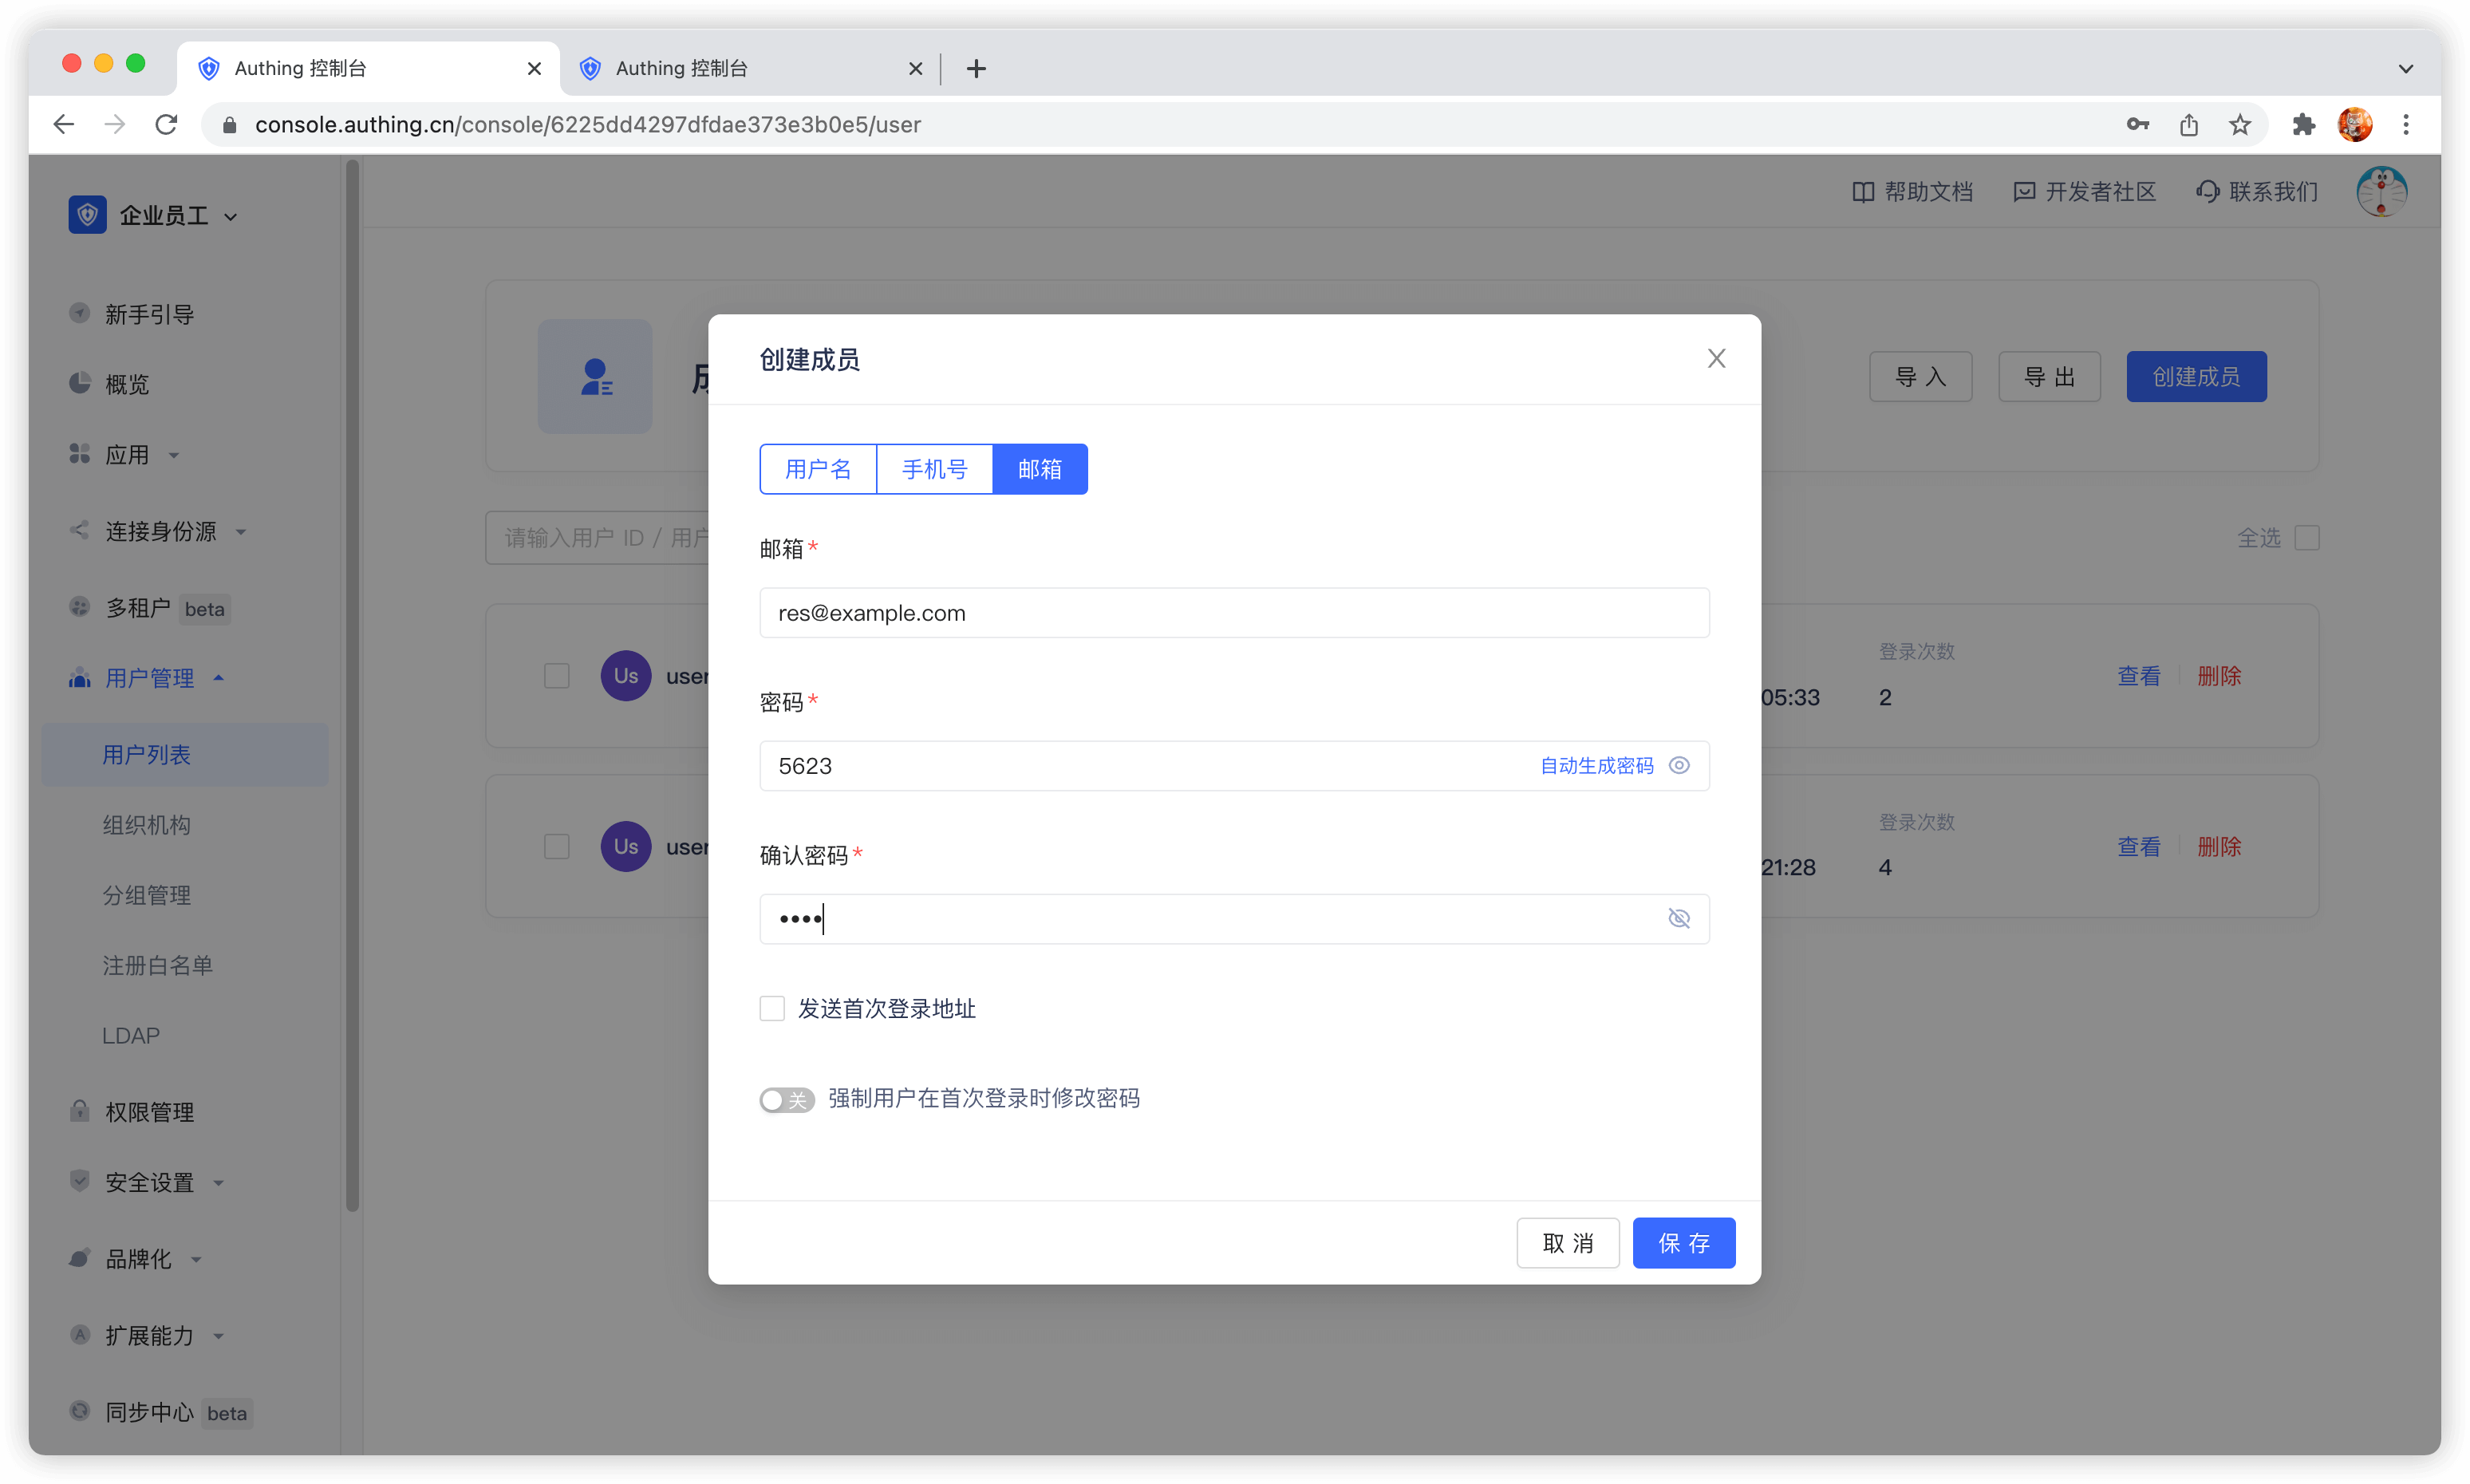 Authing 控制台
Authing 控制台
console.authing.cn/console/6225dd4297dfdae373e3b0e5/user
企业员工
帮助文档
开发者社区
联系我们
新手引导
概览
应用
连接身份源
多租户 beta
用户管理
用户列表
组织机构
分组管理
注册白名单
LDAP
权限管理
安全设置
品牌化
扩展能力
同步中心 beta
导 入
导 出
创建成员
请输入用户 ID / 用户
全选
Us
user
05:33
登录次数
2
查看
删除
Us
user
21:28
登录次数
4
查看
删除
创建成员
用户名
手机号
邮箱
邮箱*
res@example.com
密码*
5623
自动生成密码
确认密码*
••••
发送首次登录地址
关 强制用户在首次登录时修改密码
取 消
保 存